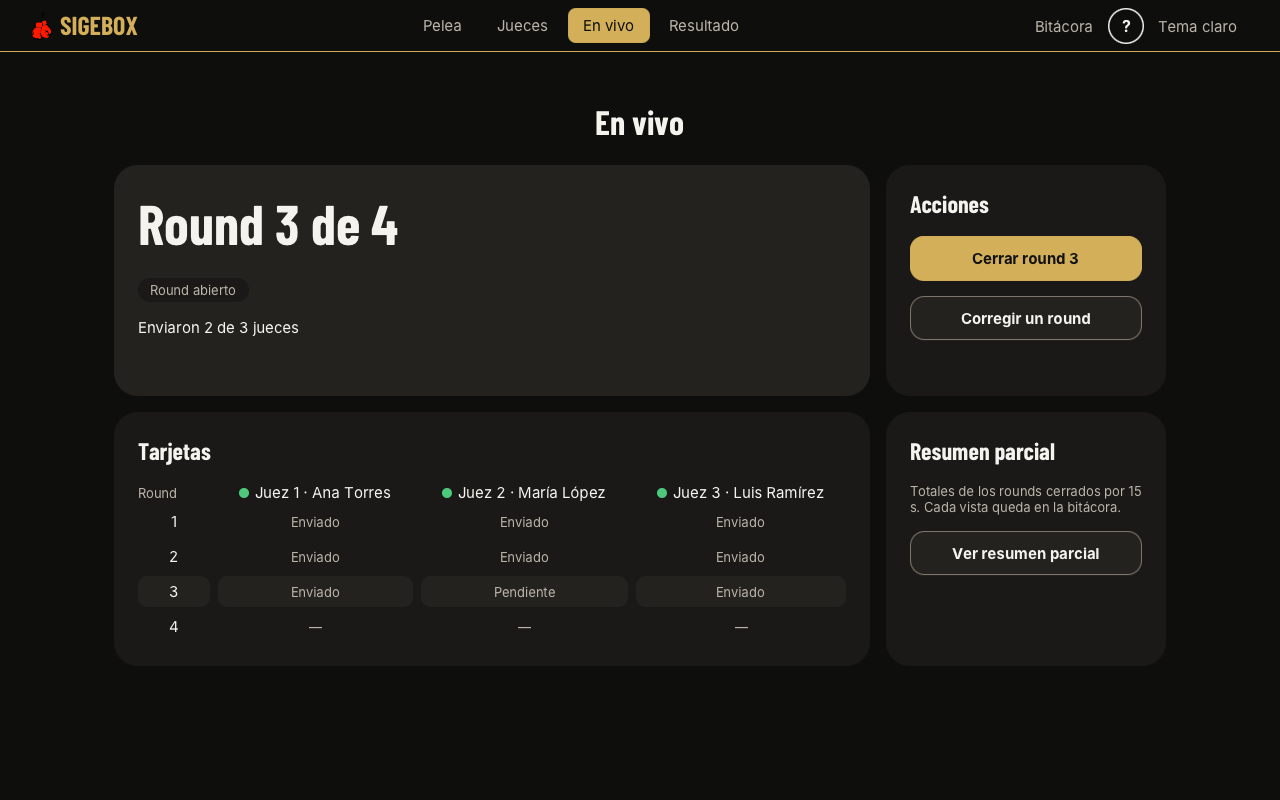 SIGEBOX
Pelea Jueces En vivo Resultado
Bitácora ? Tema claro
En vivo
Round 3 de 4
Round abierto
Enviaron 2 de 3 jueces
Acciones
Cerrar round 3
Corregir un round
Tarjetas
Round Juez 1 · Ana Torres Juez 2 · María López Juez 3 · Luis Ramírez
1 Enviado Enviado Enviado
2 Enviado Enviado Enviado
3 Enviado Pendiente Enviado
4 — — —
Resumen parcial
Totales de los rounds cerrados por 15
s. Cada vista queda en la bitácora.
Ver resumen parcial